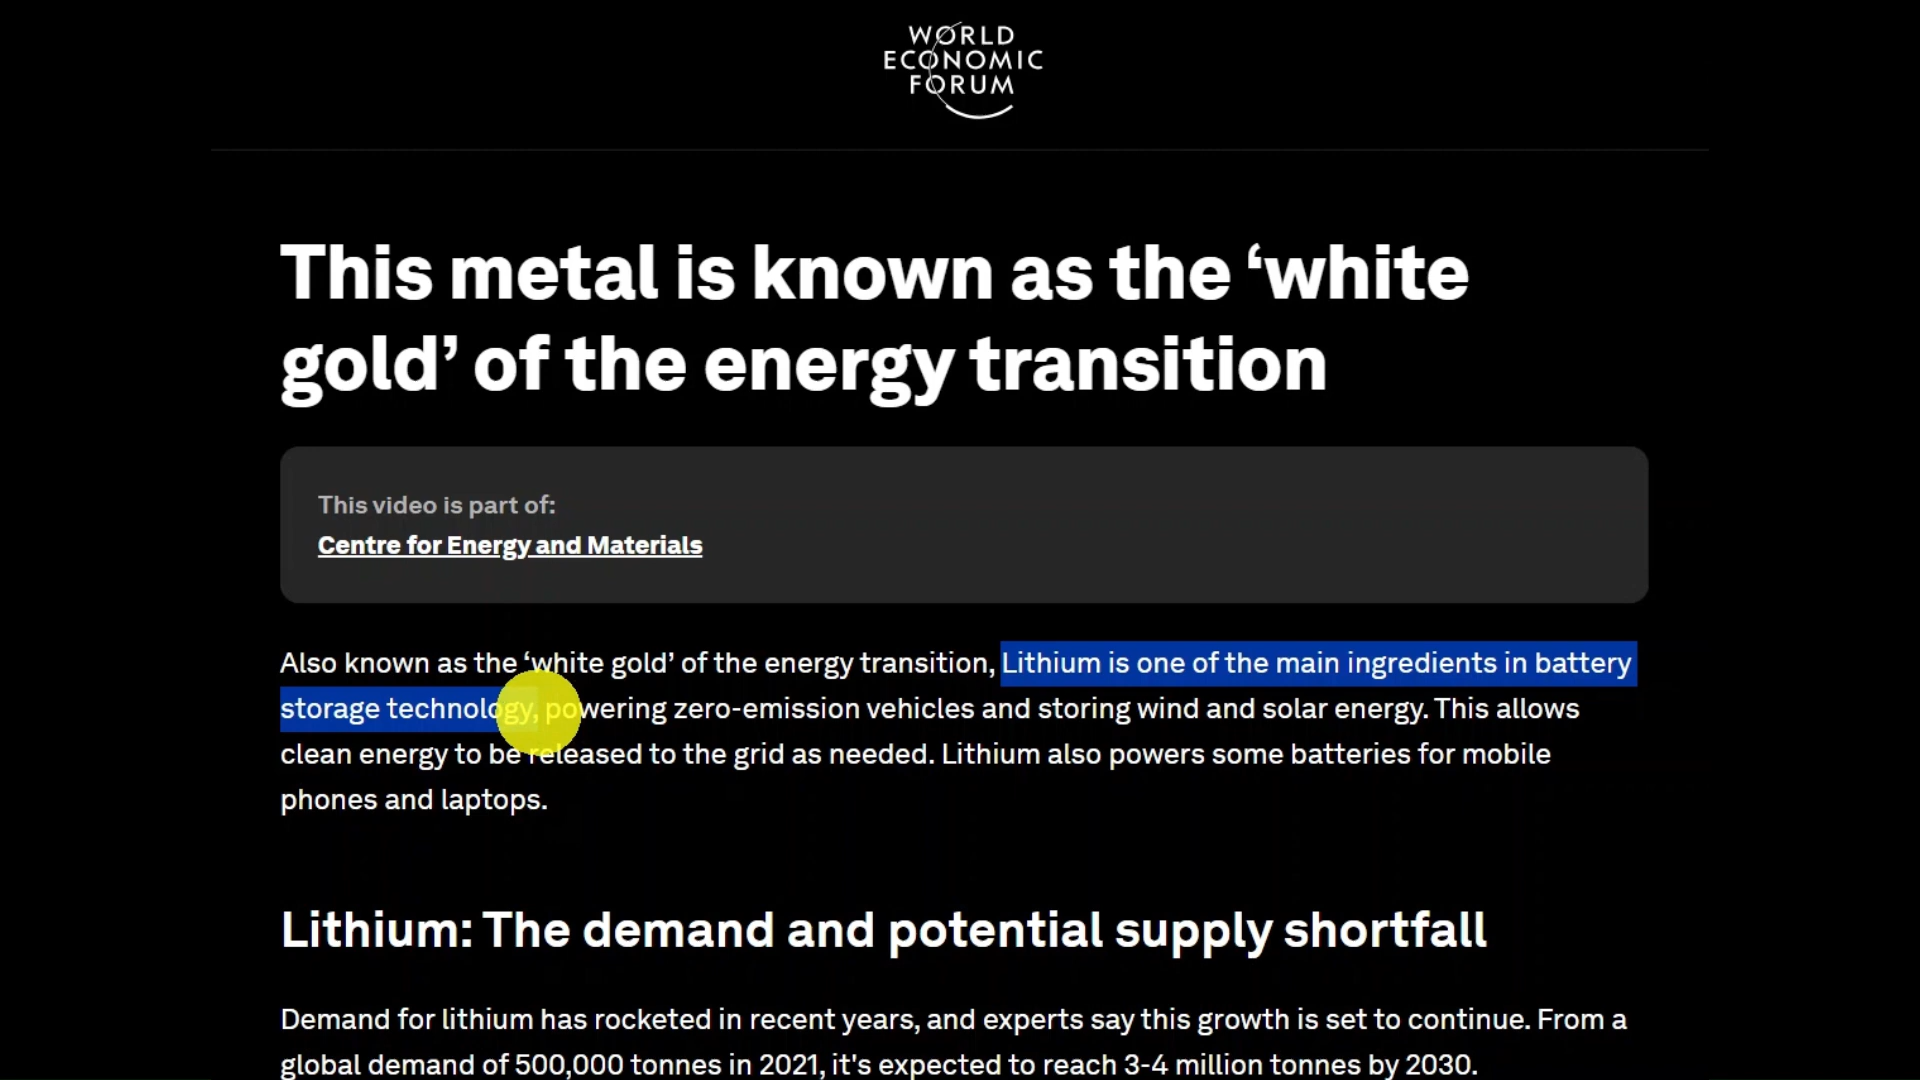 WORLD
ECONOMIC
FORUM
This metal is known as the ‘white
gold’ of the energy transition
This video is part of:
Centre for Energy and Materials
Also known as the ‘white gold’ of the energy transition, Lithium is one of the main ingredients in battery
storage technology, powering zero-emission vehicles and storing wind and solar energy. This allows
clean energy to be released to the grid as needed. Lithium also powers some batteries for mobile
phones and laptops.
Lithium: The demand and potential supply shortfall
Demand for lithium has rocketed in recent years, and experts say this growth is set to continue. From a
global demand of 500,000 tonnes in 2021, it's expected to reach 3-4 million tonnes by 2030.